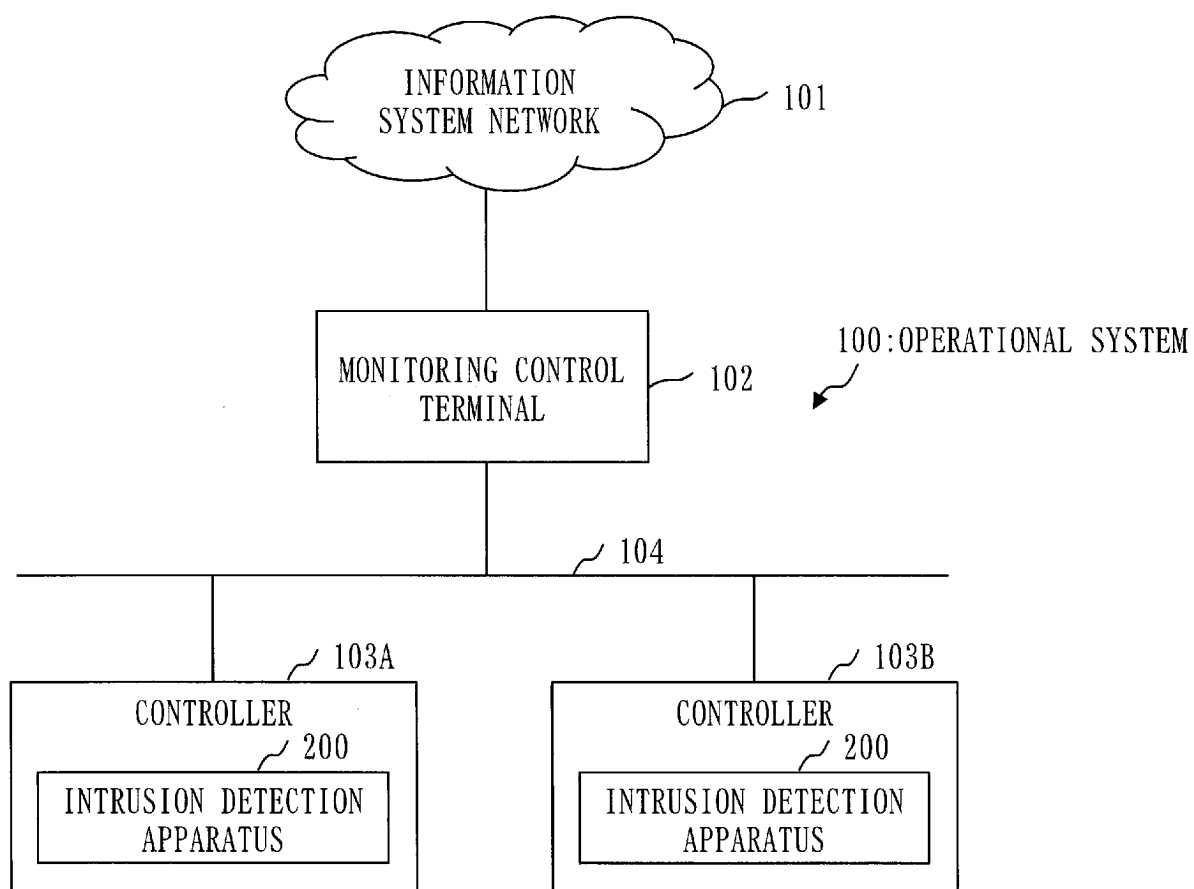 INFORMATION
SYSTEM NETWORK
101
100:OPERATIONAL SYSTEM
MONITORING CONTROL
TERMINAL
102
104
103A
103B
CONTROLLER
CONTROLLER
200
200
INTRUSION DETECTION
APPARATUS
INTRUSION DETECTION
APPARATUS